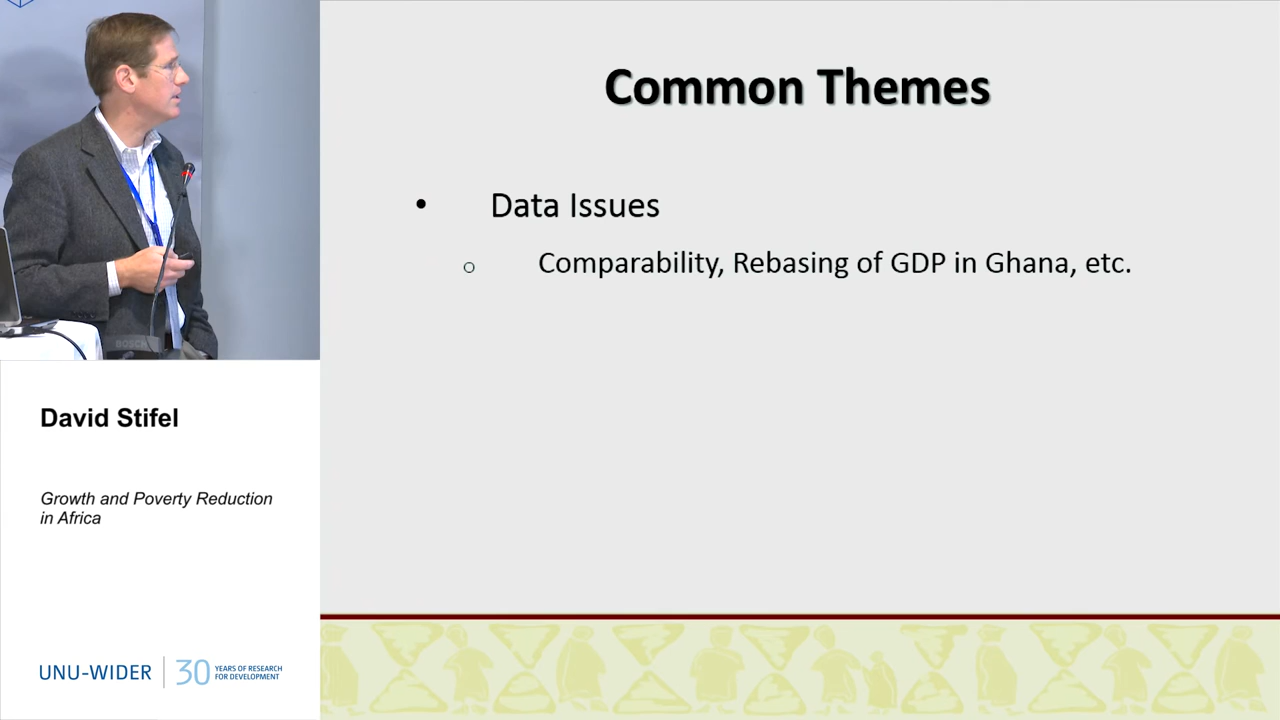 Common Themes
• Data Issues
o Comparability, Rebasing of GDP in Ghana, etc.
BOSCH
David Stifel
Growth and Poverty Reduction
in Africa
UNU-WIDER
30 YEARS OF RESEARCH
FOR DEVELOPMENT